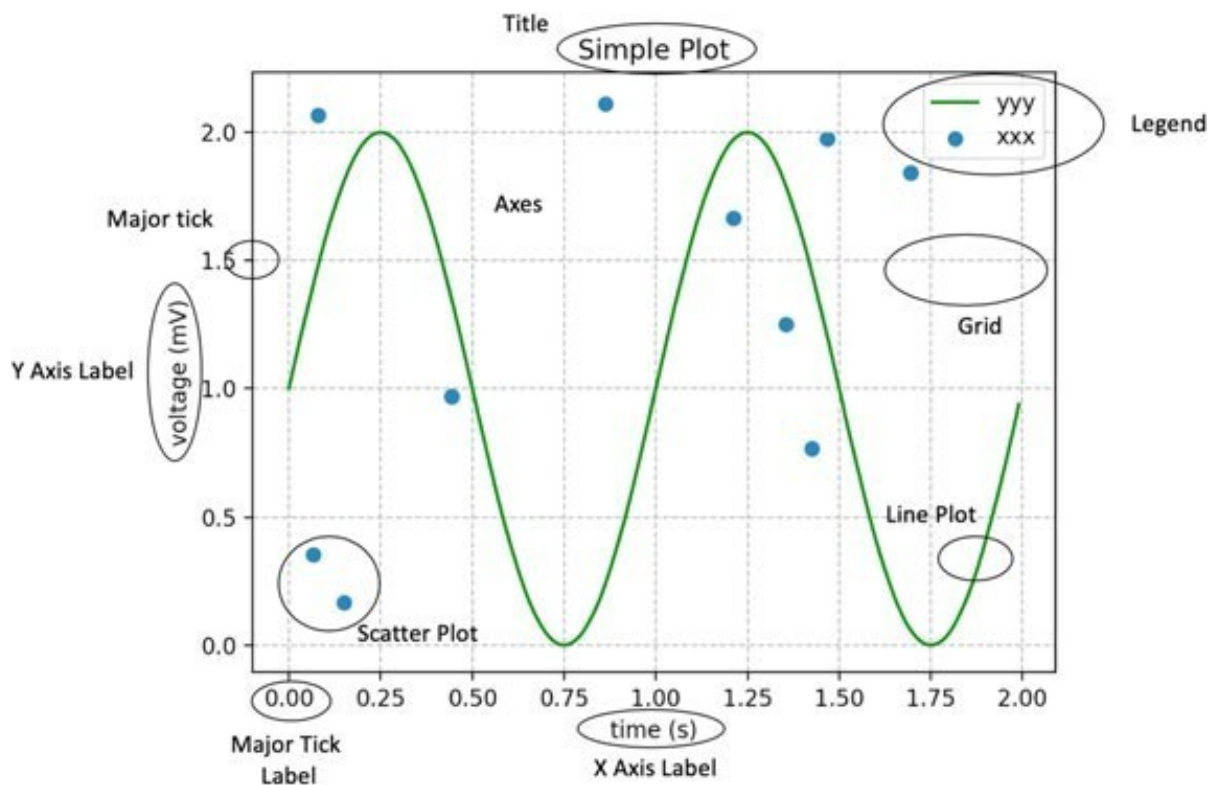 Title
Simple Plot
yyy
xxx
Legend
2.0
Axes
Major tick
1.5
Grid
Y Axis Label
voltage (mV)
1.0
Line Plot
0.5
Scatter Plot
0.0
0.00 0.25 0.50 0.75 1.00 1.25 1.50 1.75 2.00
time (s)
Major Tick
Label
X Axis Label